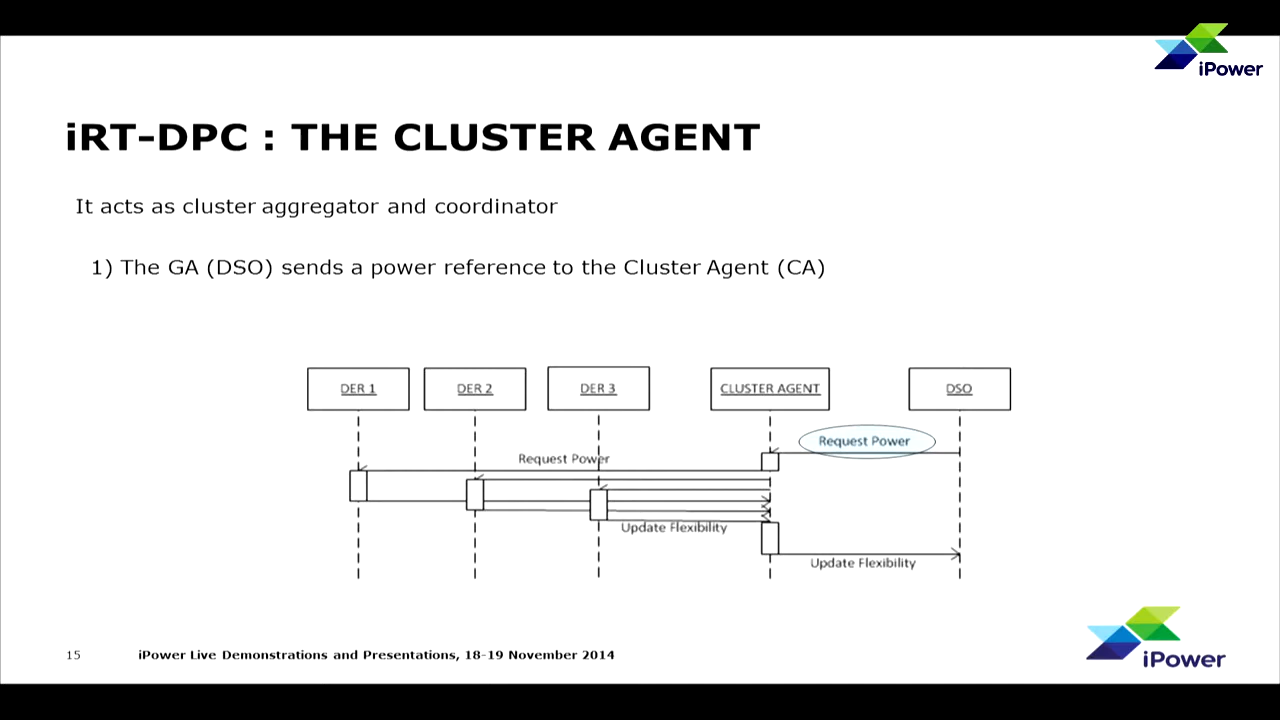 iPower
iRT-DPC : THE CLUSTER AGENT
It acts as cluster aggregator and coordinator
1) The GA (DSO) sends a power reference to the Cluster Agent (CA)
DER 1
DER 2
DER 3
CLUSTER AGENT
DSO
Request Power
Request Power
Update Flexibility
Update Flexibility
15
iPower Live Demonstrations and Presentations, 18-19 November 2014
iPower